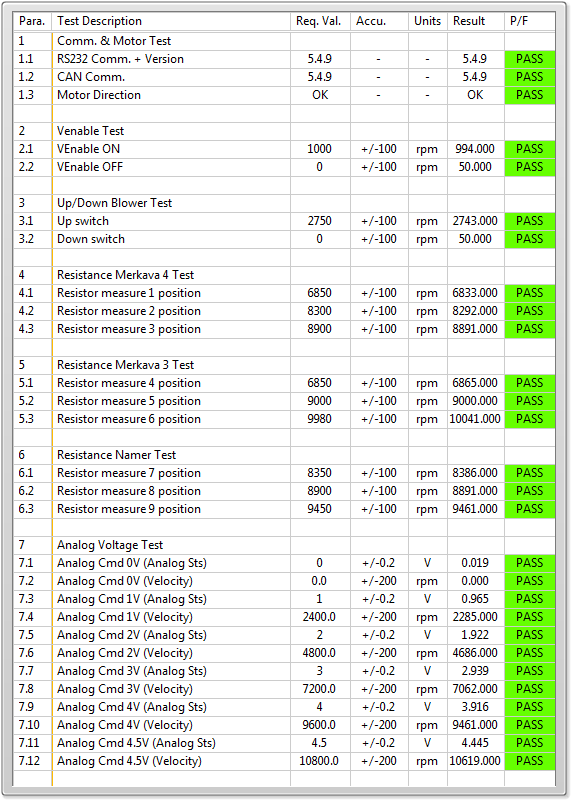 Para. Test Description Req. Val. Accu. Units Result P/F
1 Comm. & Motor Test
1.1 RS232 Comm. + Version 5.4.9 - - 5.4.9 PASS
1.2 CAN Comm. 5.4.9 - - 5.4.9 PASS
1.3 Motor Direction OK - - OK PASS
2 Venable Test
2.1 VEnable ON 1000 +/-100 rpm 994.000 PASS
2.2 VEnable OFF 0 +/-100 rpm 50.000 PASS
3 Up/Down Blower Test
3.1 Up switch 2750 +/-100 rpm 2743.000 PASS
3.2 Down switch 0 +/-100 rpm 50.000 PASS
4 Resistance Merkava 4 Test
4.1 Resistor measure 1 position 6850 +/-100 rpm 6833.000 PASS
4.2 Resistor measure 2 position 8300 +/-100 rpm 8292.000 PASS
4.3 Resistor measure 3 position 8900 +/-100 rpm 8891.000 PASS
5 Resistance Merkava 3 Test
5.1 Resistor measure 4 position 6850 +/-100 rpm 6865.000 PASS
5.2 Resistor measure 5 position 9000 +/-100 rpm 9000.000 PASS
5.3 Resistor measure 6 position 9980 +/-100 rpm 10041.000 PASS
6 Resistance Namer Test
6.1 Resistor measure 7 position 8350 +/-100 rpm 8386.000 PASS
6.2 Resistor measure 8 position 8900 +/-100 rpm 8891.000 PASS
6.3 Resistor measure 9 position 9450 +/-100 rpm 9461.000 PASS
7 Analog Voltage Test
7.1 Analog Cmd 0V (Analog Sts) 0 +/-0.2 V 0.019 PASS
7.2 Analog Cmd 0V (Velocity) 0.0 +/-200 rpm 0.000 PASS
7.3 Analog Cmd 1V (Analog Sts) 1 +/-0.2 V 0.965 PASS
7.4 Analog Cmd 1V (Velocity) 2400.0 +/-200 rpm 2285.000 PASS
7.5 Analog Cmd 2V (Analog Sts) 2 +/-0.2 V 1.922 PASS
7.6 Analog Cmd 2V (Velocity) 4800.0 +/-200 rpm 4686.000 PASS
7.7 Analog Cmd 3V (Analog Sts) 3 +/-0.2 V 2.939 PASS
7.8 Analog Cmd 3V (Velocity) 7200.0 +/-200 rpm 7062.000 PASS
7.9 Analog Cmd 4V (Analog Sts) 4 +/-0.2 V 3.916 PASS
7.10 Analog Cmd 4V (Velocity) 9600.0 +/-200 rpm 9461.000 PASS
7.11 Analog Cmd 4.5V (Analog Sts) 4.5 +/-0.2 V 4.445 PASS
7.12 Analog Cmd 4.5V (Velocity) 10800.0 +/-200 rpm 10619.000 PASS